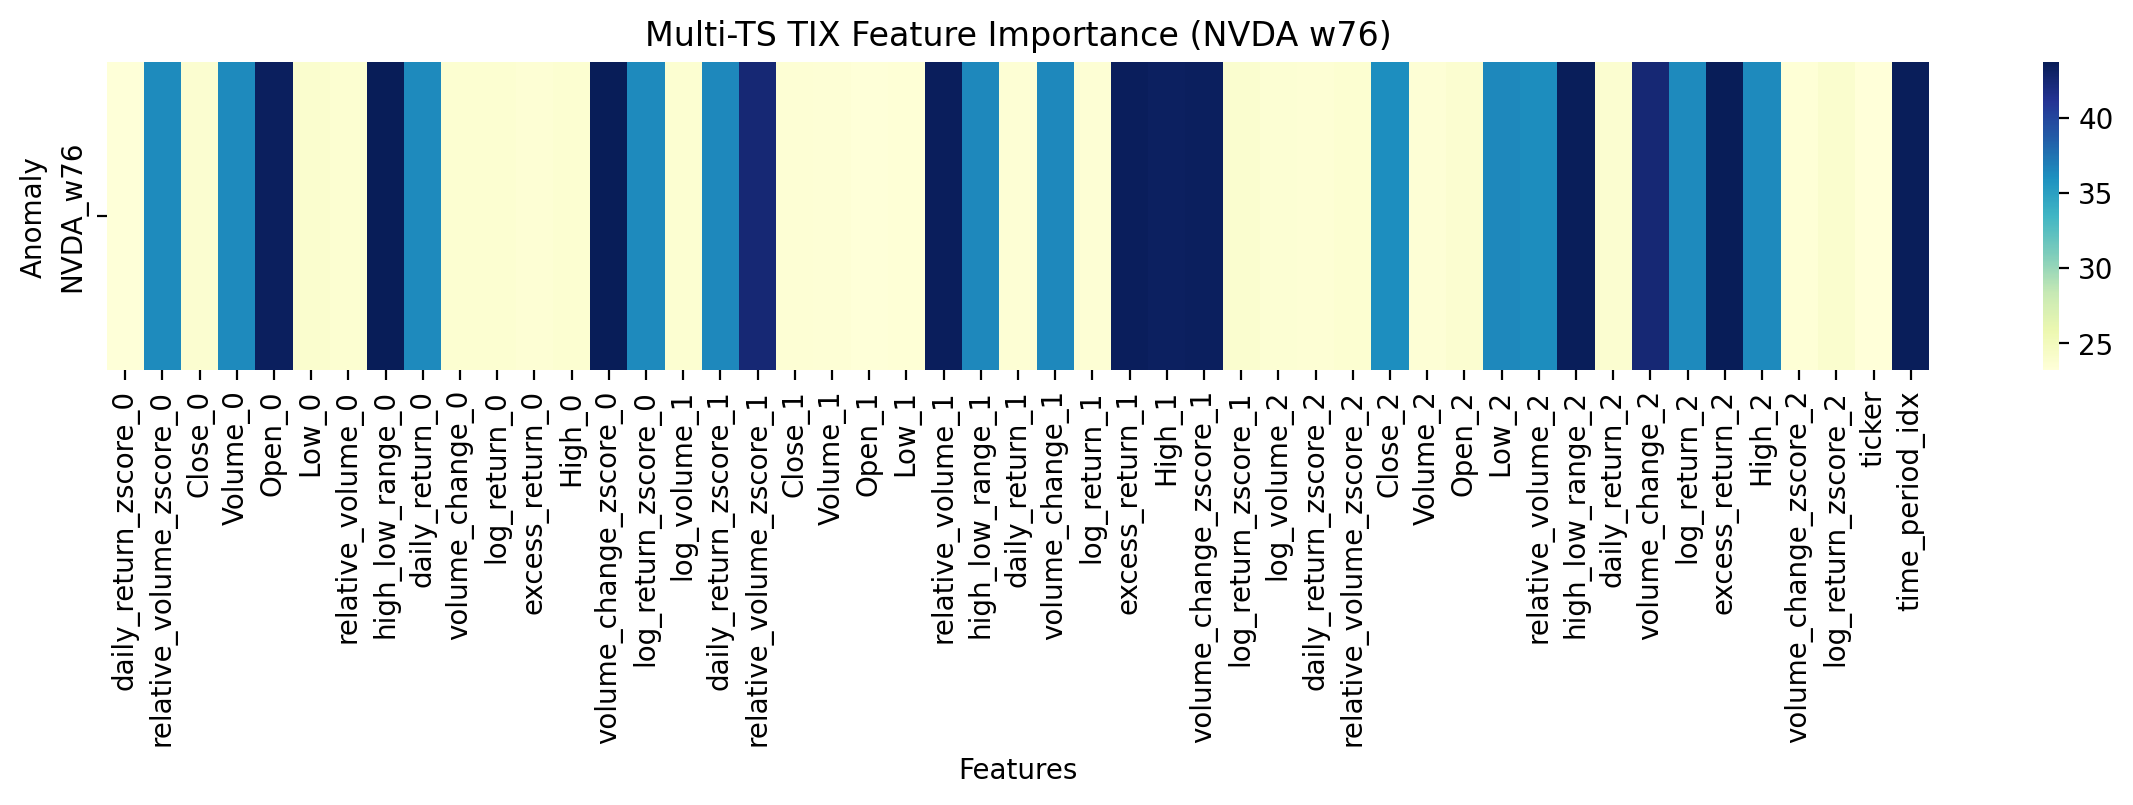 Multi-TS TIX Feature Importance (NVDA w76)
Anomaly
NVDA_w76
40
35
30
25
daily_return_zscore_0
relative_volume_zscore_0
Close_0
Volume_0
Open_0
Low_0
relative_volume_0
high_low_range_0
daily_return_0
volume_change_0
log_return_0
excess_return_0
High_0
volume_change_zscore_0
log_return_zscore_0
log_volume_1
daily_return_zscore_1
relative_volume_zscore_1
Close_1
Volume_1
Open_1
Low_1
relative_volume_1
high_low_range_1
daily_return_1
volume_change_1
log_return_1
excess_return_1
High_1
volume_change_zscore_1
log_return_zscore_1
log_volume_2
daily_return_zscore_2
relative_volume_zscore_2
Close_2
Volume_2
Open_2
Low_2
relative_volume_2
high_low_range_2
daily_return_2
volume_change_2
log_return_2
excess_return_2
High_2
volume_change_zscore_2
log_return_zscore_2
ticker
time_period_idx
Features